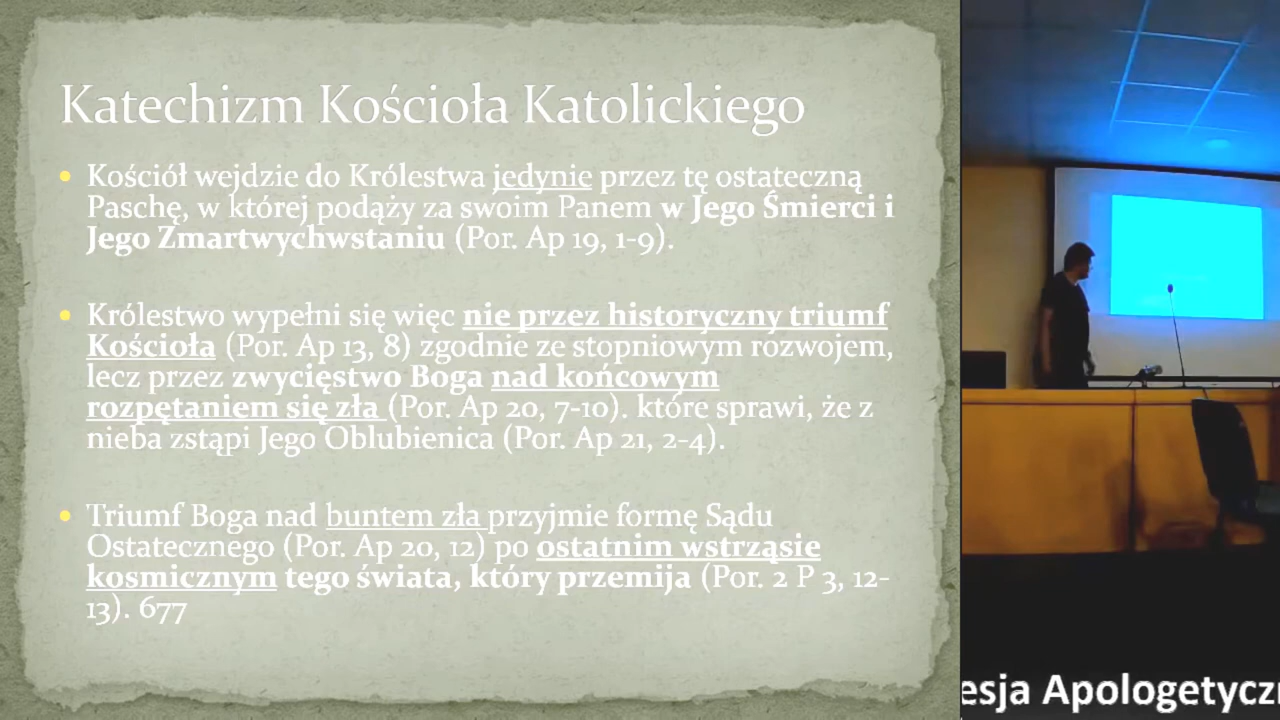 Katechizm Kościoła Katolickiego
• Kościół wejdzie do Królestwa jedynie przez tę ostateczną
Paschę, w której podąży za swoim Panem w Jego Śmierci i
Jego Zmartwychwstaniu (Por. Ap 19, 1-9).
• Królestwo wypełni się więc nie przez historyczny triumf
Kościoła (Por. Ap 13, 8) zgodnie ze stopniowym rozwojem,
lecz przez zwycięstwo Boga nad końcowym
rozpętaniem się zła (Por. Ap 20, 7-10). które sprawi, że z
nieba zstąpi Jego Oblubienica (Por. Ap 21, 2-4).
• Triumf Boga nad buntem zła przyjmie formę Sądu
Ostatecznego (Por. Ap 20, 12) po ostatnim wstrząsie
kosmicznym tego świata, który przemija (Por. 2 P 3, 12-
13). 677
esja Apologetyczn